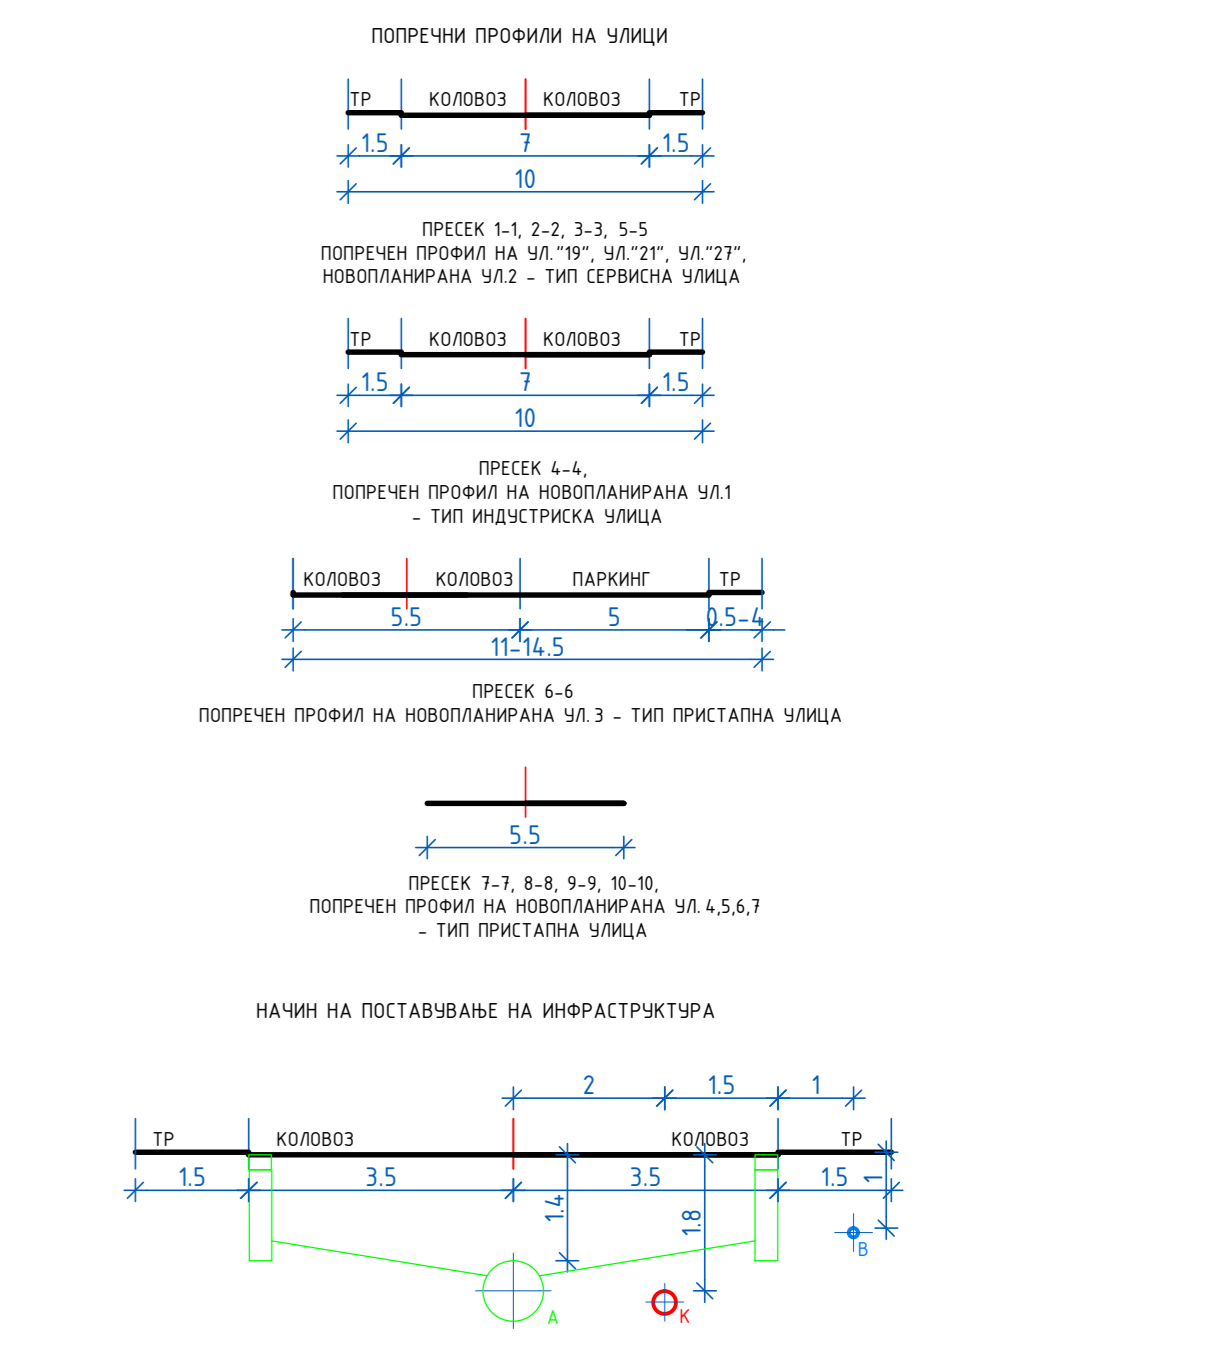 ПОПРЕЧНИ ПРОФИЛИ НА УЛИЦИ
ТР КОЛОВОЗ КОЛОВОЗ ТР
1.5 7 1.5
10
ПРЕСЕК 1-1, 2-2, 3-3, 5-5
ПОПРЕЧЕН ПРОФИЛ НА УЛ."19", УЛ."21", УЛ."27",
НОВОПЛАНИРАНА УЛ.2 - ТИП СЕРВИСНА УЛИЦА
ТР КОЛОВОЗ КОЛОВОЗ ТР
1.5 7 1.5
10
ПРЕСЕК 4-4,
ПОПРЕЧЕН ПРОФИЛ НА НОВОПЛАНИРАНА УЛ.1
- ТИП ИНДУСТРИСКА УЛИЦА
КОЛОВОЗ КОЛОВОЗ ПАРКИНГ ТР
5.5 5 0.5-4
11-14.5
ПРЕСЕК 6-6
ПОПРЕЧЕН ПРОФИЛ НА НОВОПЛАНИРАНА УЛ. 3 - ТИП ПРИСТАПНА УЛИЦА
5.5
ПРЕСЕК 7-7, 8-8, 9-9, 10-10,
ПОПРЕЧЕН ПРОФИЛ НА НОВОПЛАНИРАНА УЛ. 4,5,6,7
- ТИП ПРИСТАПНА УЛИЦА
НАЧИН НА ПОСТАВУВАЊЕ НА ИНФРАСТРУКТУРА
2 1.5 1
ТР КОЛОВОЗ КОЛОВОЗ ТР
1.5 3.5 3.5 1.5 1
1.4 1.8
В
А К